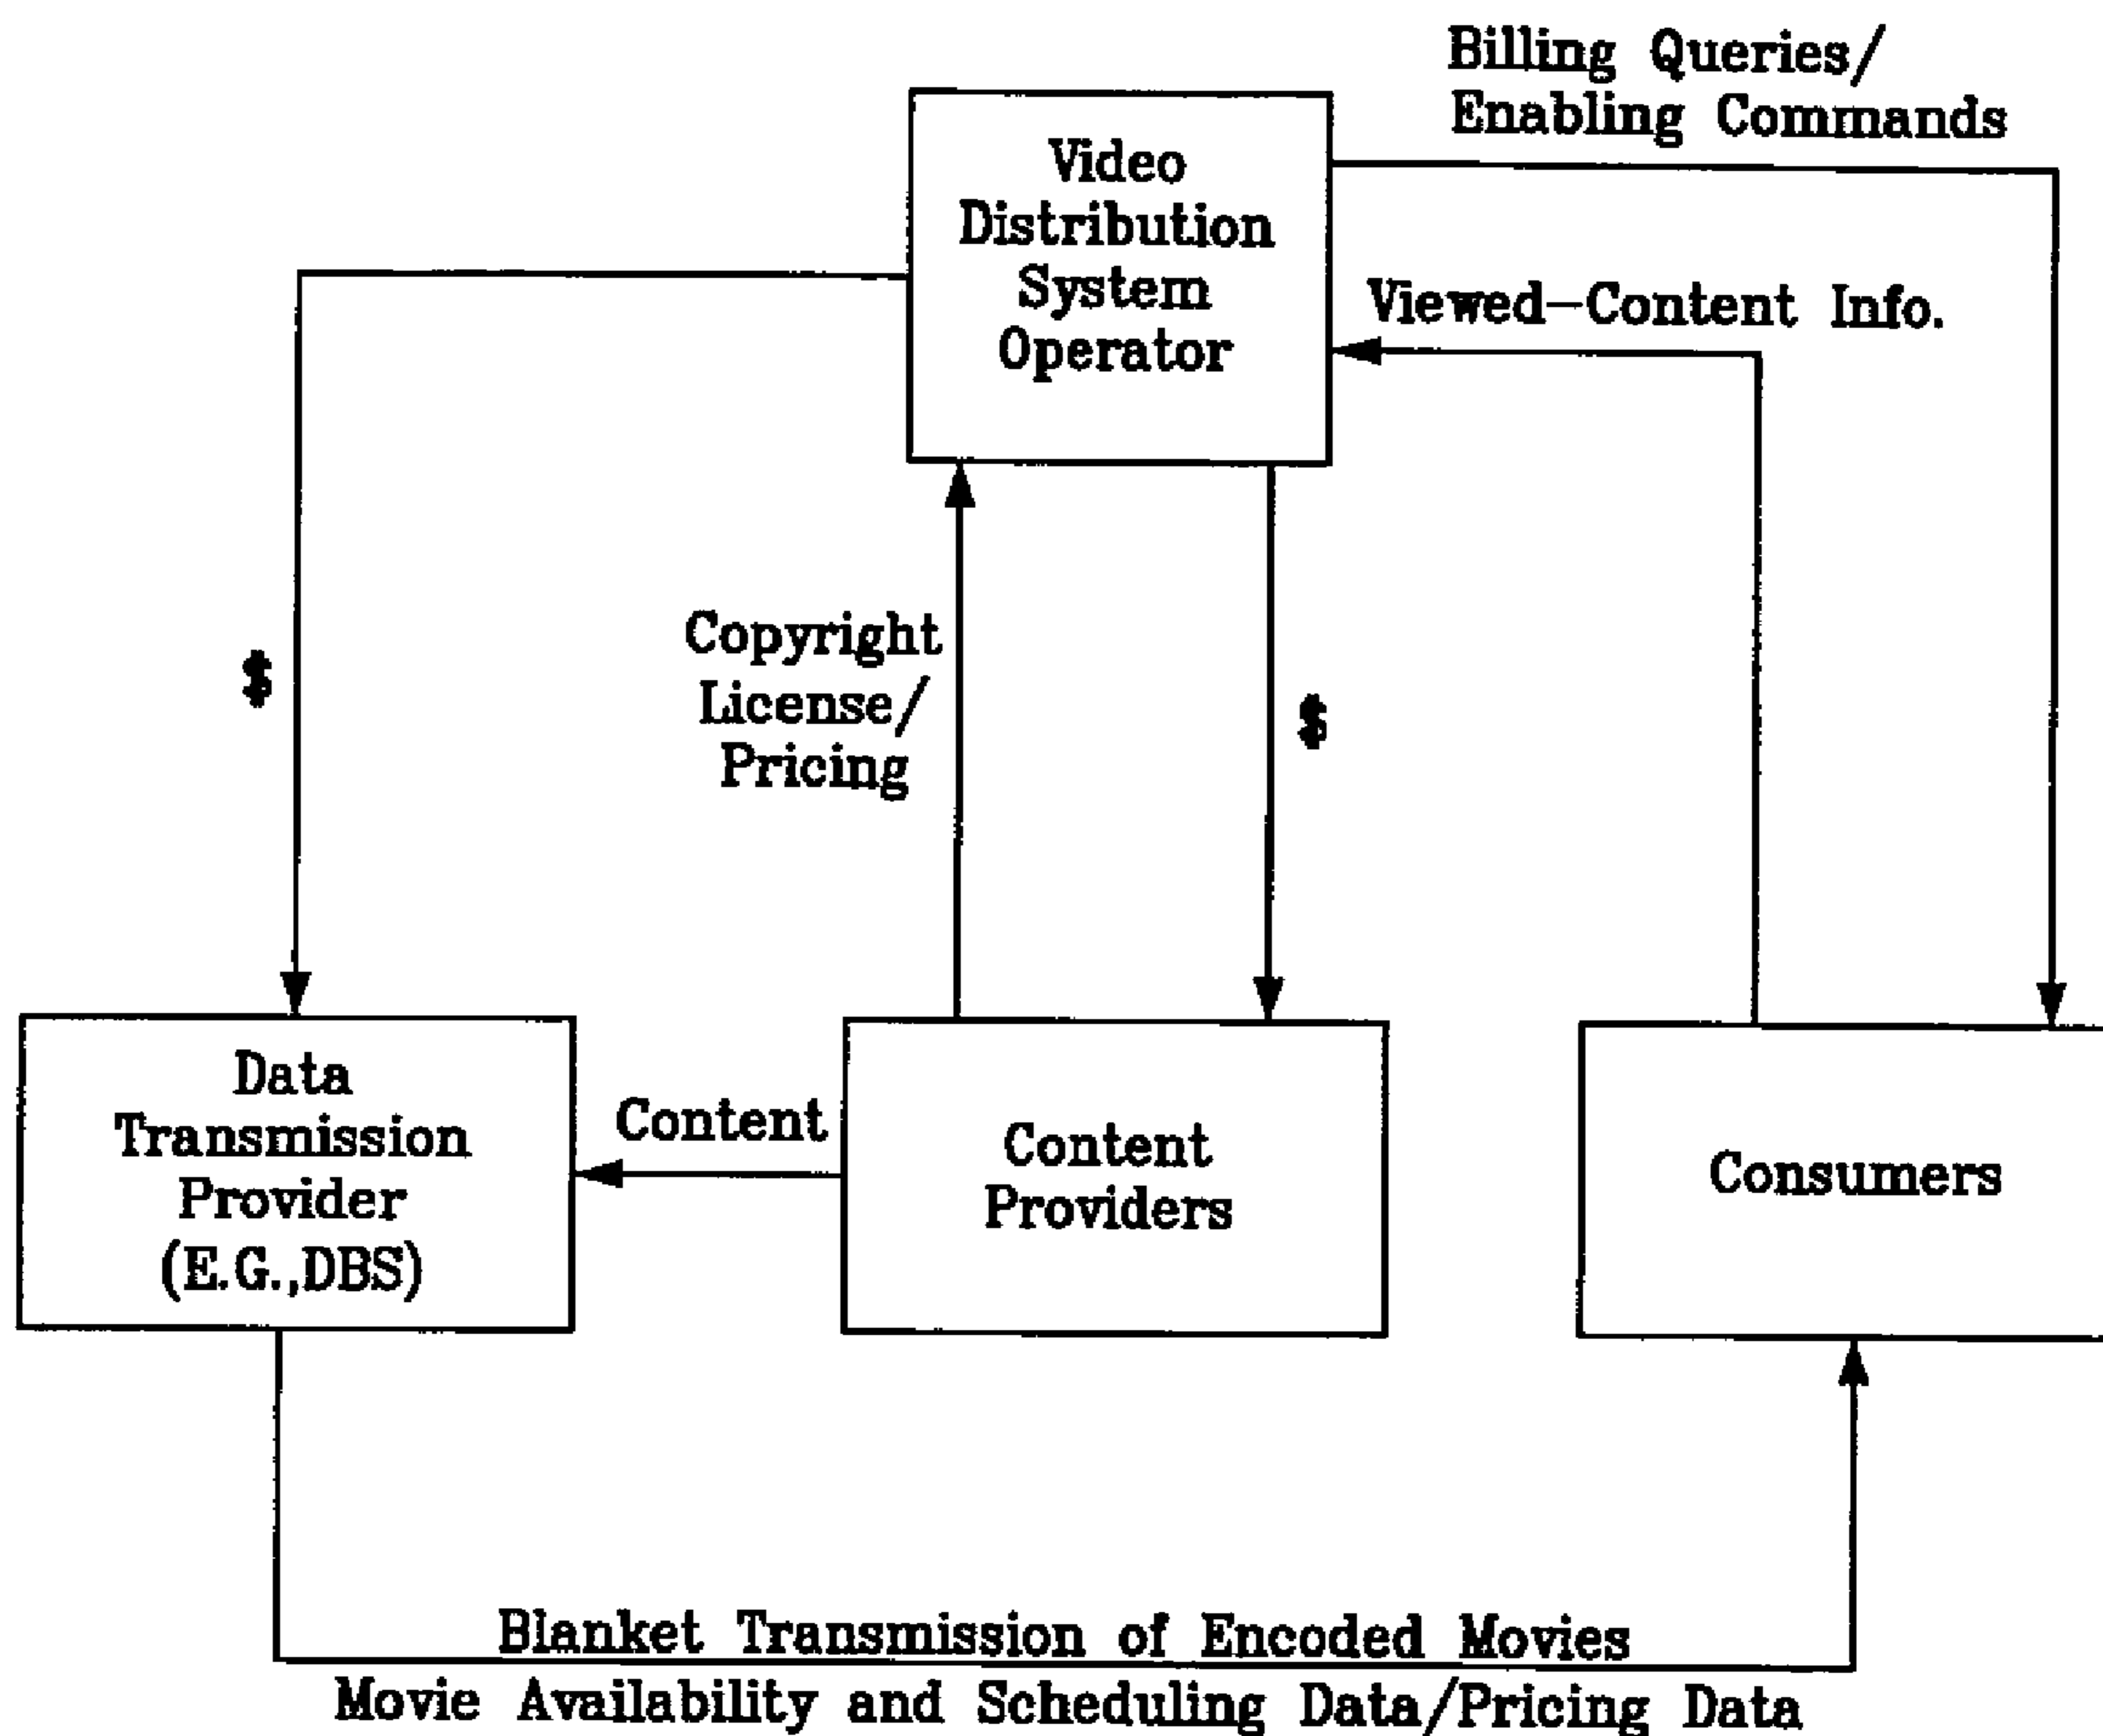 Billing Queries/
Enabling Commands
Video
Distribution
System
Operator
Viewed-Content Info.
$
Copyright
License/
Pricing
$
Data
Transmission
Provider
(E.G.,DBS)
Content
Content
Providers
Consumers
Blanket Transmission of Encoded Movies
Movie Availability and Scheduling Data/Pricing Data